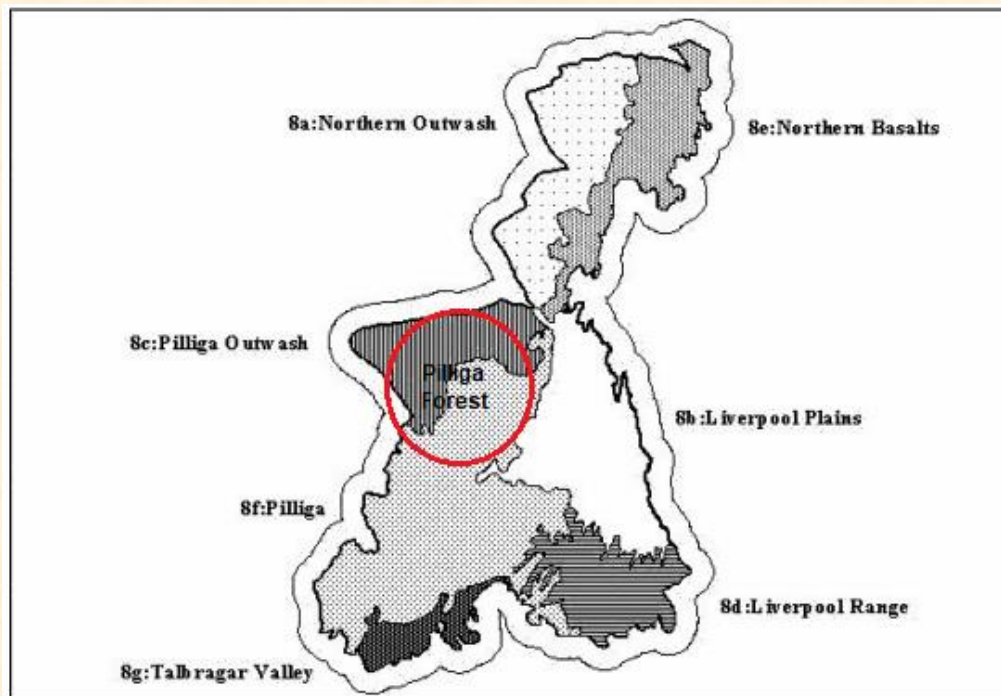 8a:Northern Outwash
8e:Northern Basalts
8c:Pilliga Outwash
Pilliga
Forest
8b:Liverpool Plains
8f:Pilliga
8d:Liverpool Range
8g:Talbragar Valley